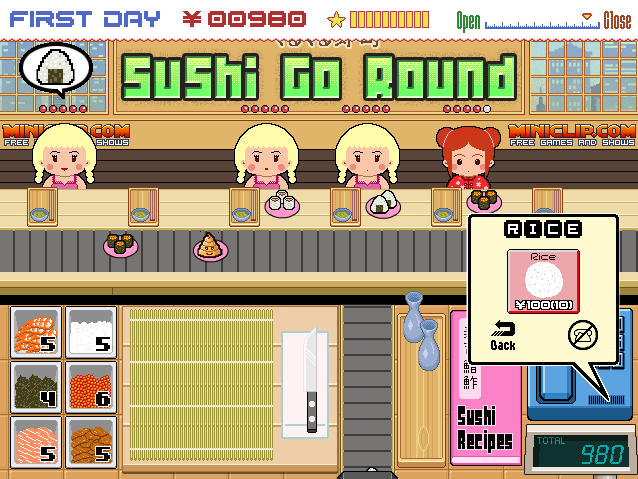 FIRST DAY ¥00980 Open Close
Sushi Go Round
MINICLIP.COM
FREE GAMES AND SHOWS
MINICLIP.COM
FREE GAMES AND SHOWS
RICE
Rice
¥100(10)
Back
5 5
4 6
5 5
Sushi
Recipes
TOTAL
980